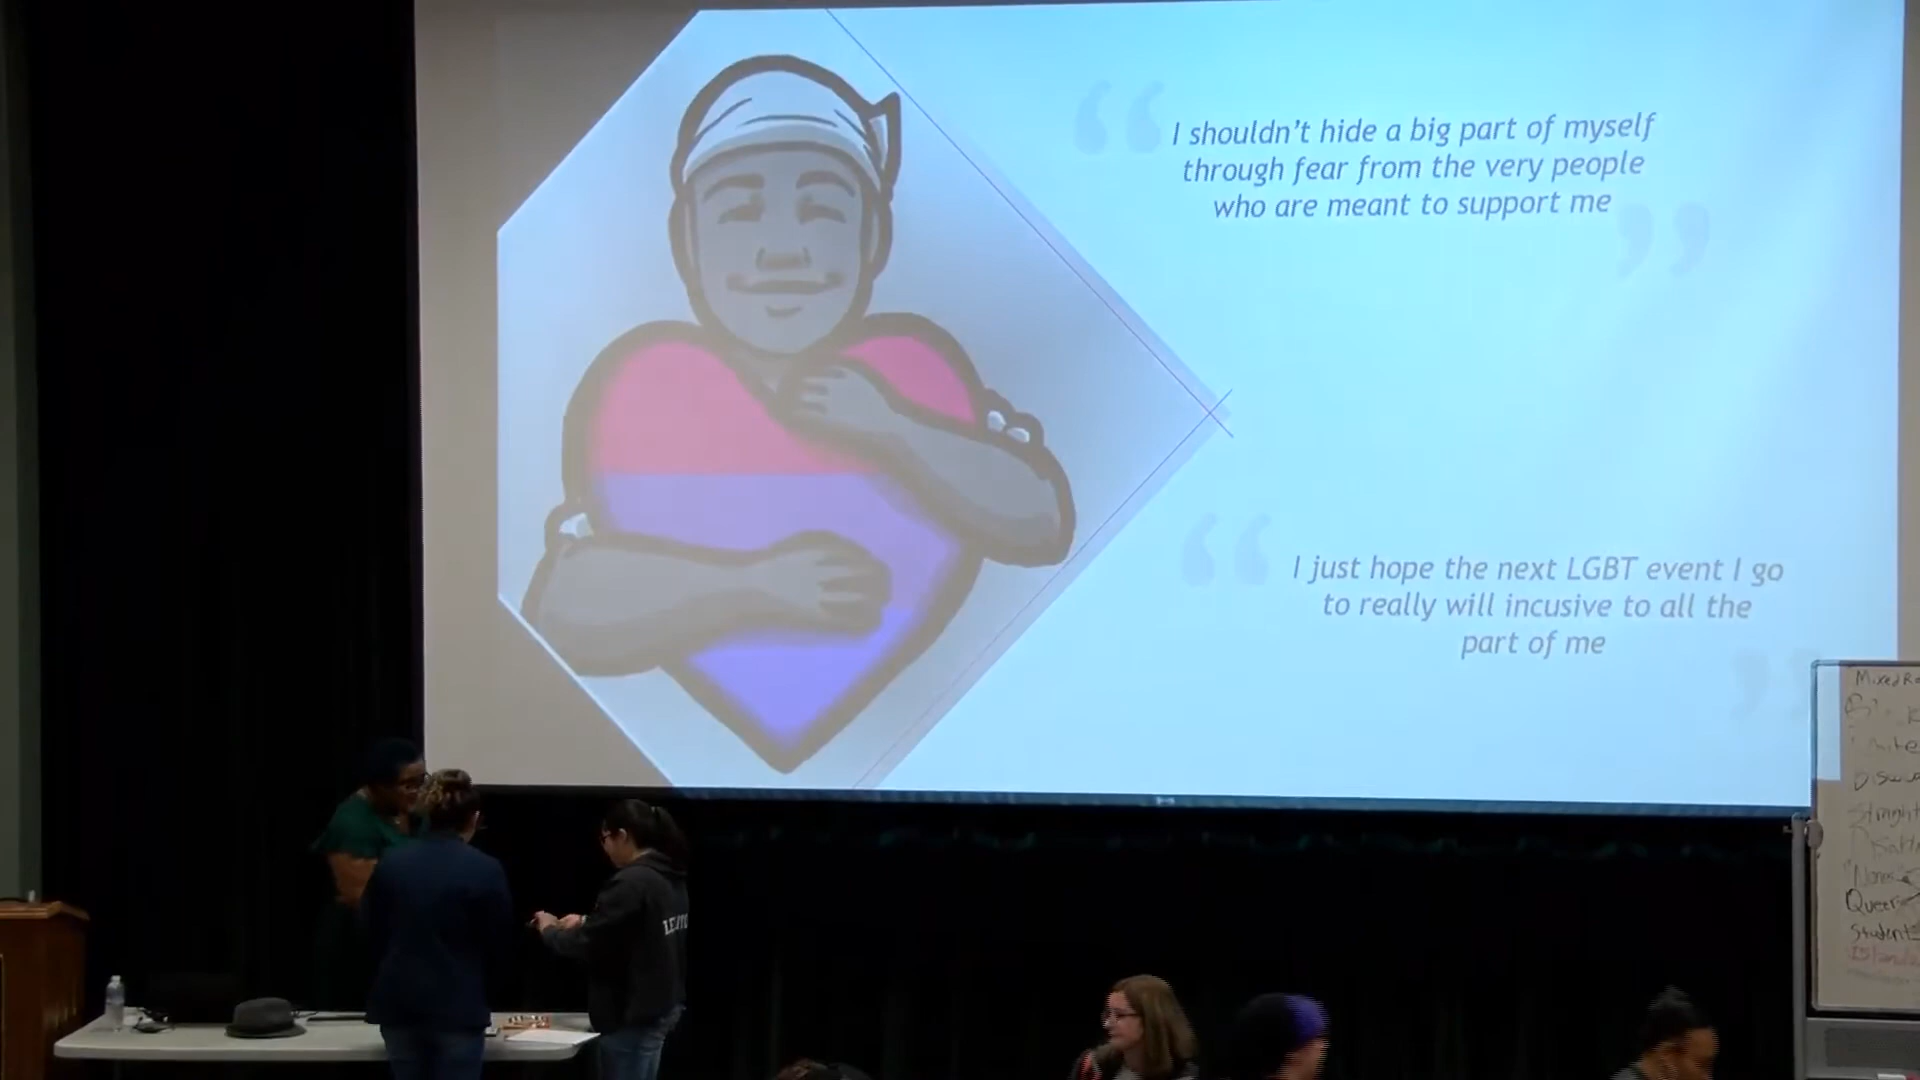 I shouldn’t hide a big part of myself
through fear from the very people
who are meant to support me
I just hope the next LGBT event I go
to really will incusive to all the
part of me
Mixed
Queer
Student